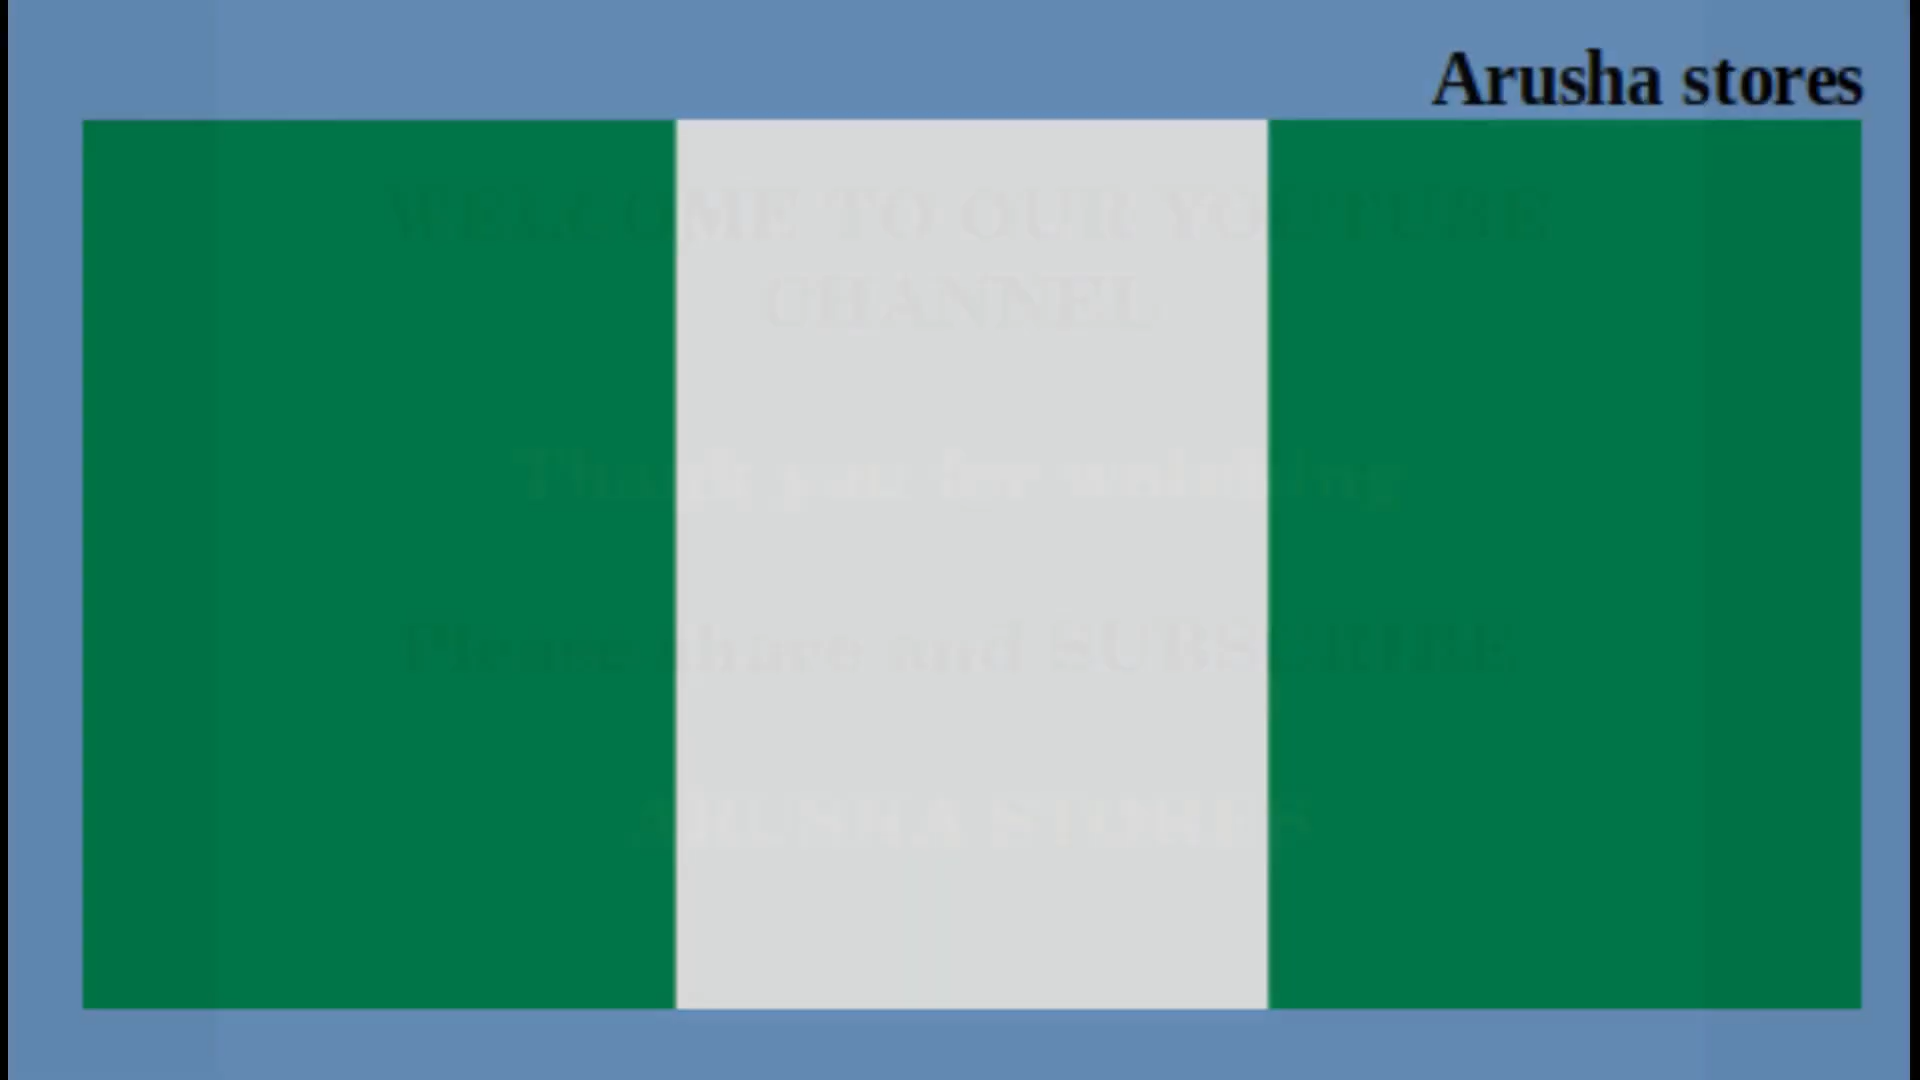 Arusha stores
WELCOME TO OUR YOUTUBE
CHANNEL
Thank you for watching
Please share and SUBSCRIBE
ARUSHA STORES